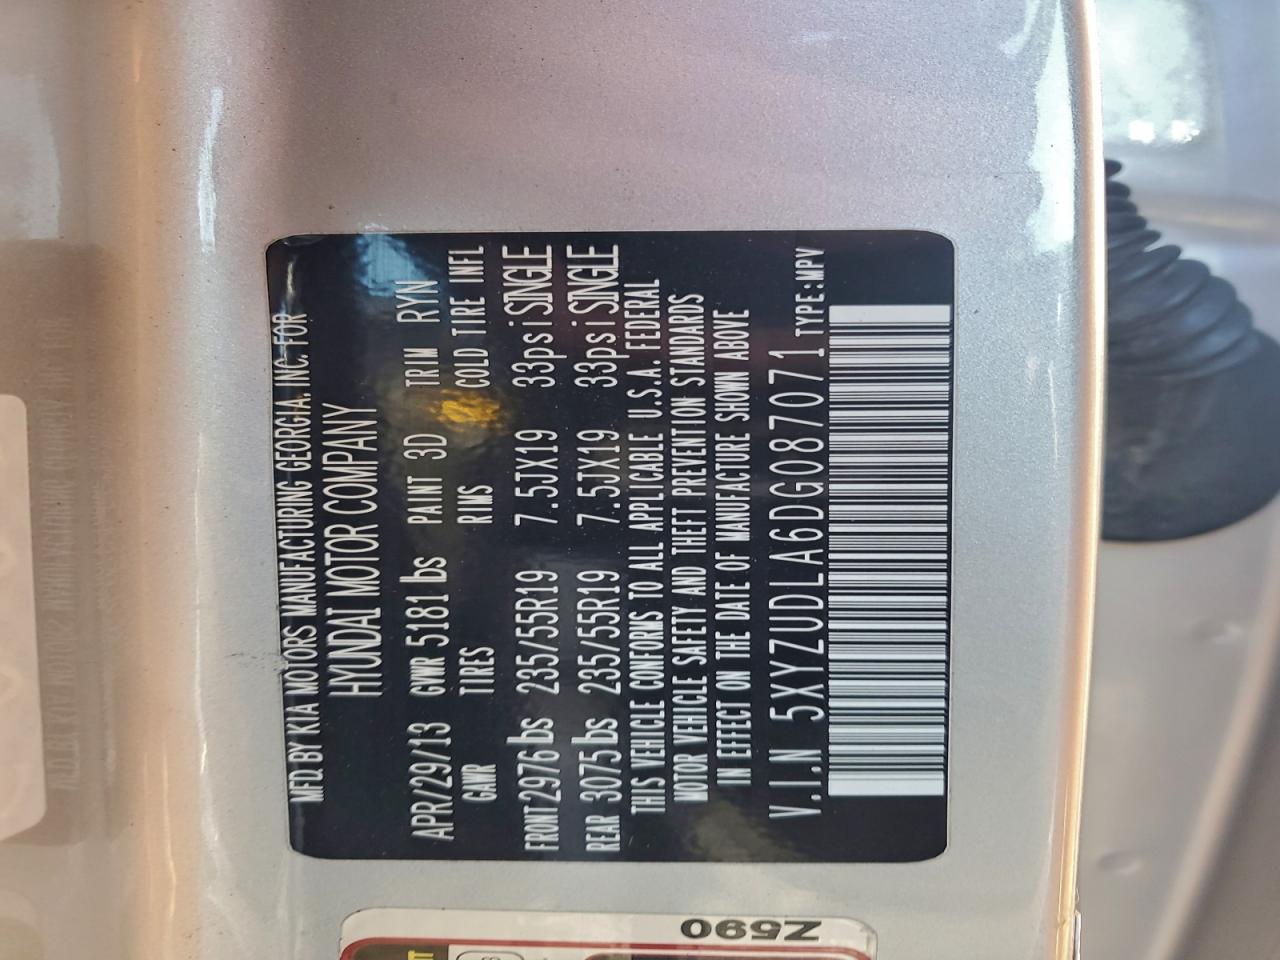 MFD. BY KIA MOTORS MANUFACTURING GEORGIA, INC. FOR
HYUNDAI MOTOR COMPANY
APR/29/13 GVWR 5181 lbs PAINT 3D TRIM RYN
GAWR TIRES RIMS COLD TIRE INFL
FRONT 2976 lbs 235/55R19 7.5JX19 33psi SINGLE
REAR 3075 lbs 235/55R19 7.5JX19 33psi SINGLE
THIS VEHICLE CONFORMS TO ALL APPLICABLE U.S.A. FEDERAL
MOTOR VEHICLE SAFETY AND THEFT PREVENTION STANDARDS
IN EFFECT ON THE DATE OF MANUFACTURE SHOWN ABOVE
V.I.N 5XYZUDLA6DG087071 TYPE:MPV
Z590